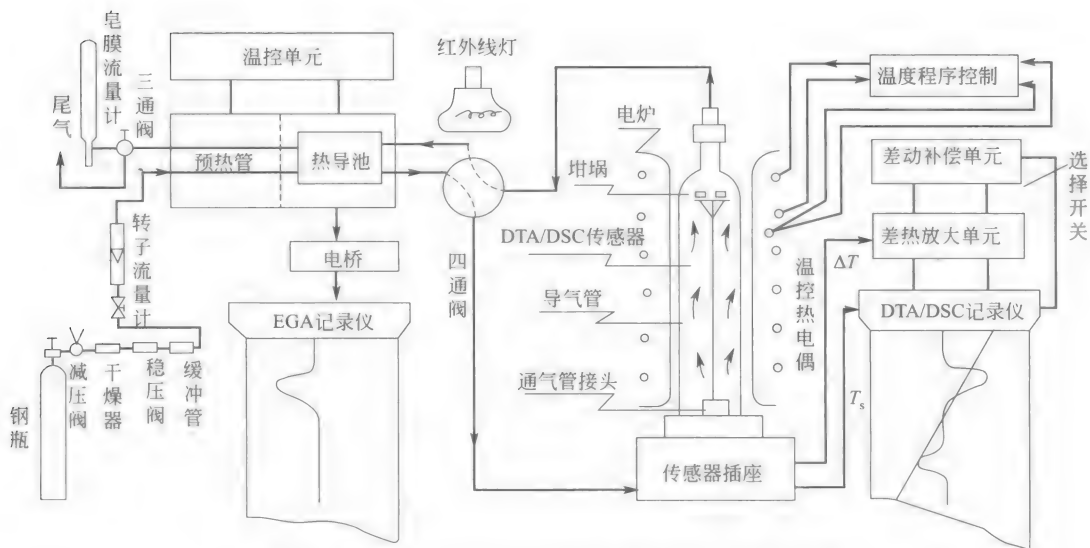 皂膜流量计
三通阀
尾气
温控单元
预热管
热导池
红外线灯
转子流量计
电桥
EGA记录仪
钢瓶
减压阀
干燥器
稳压阀
缓冲管
四通阀
电炉
坩埚
DTA/DSC传感器
导气管
通气管接头
传感器插座
温控热电偶
温度程序控制
差动补偿单元
选择开关
差热放大单元
ΔT
DTA/DSC记录仪
Ts